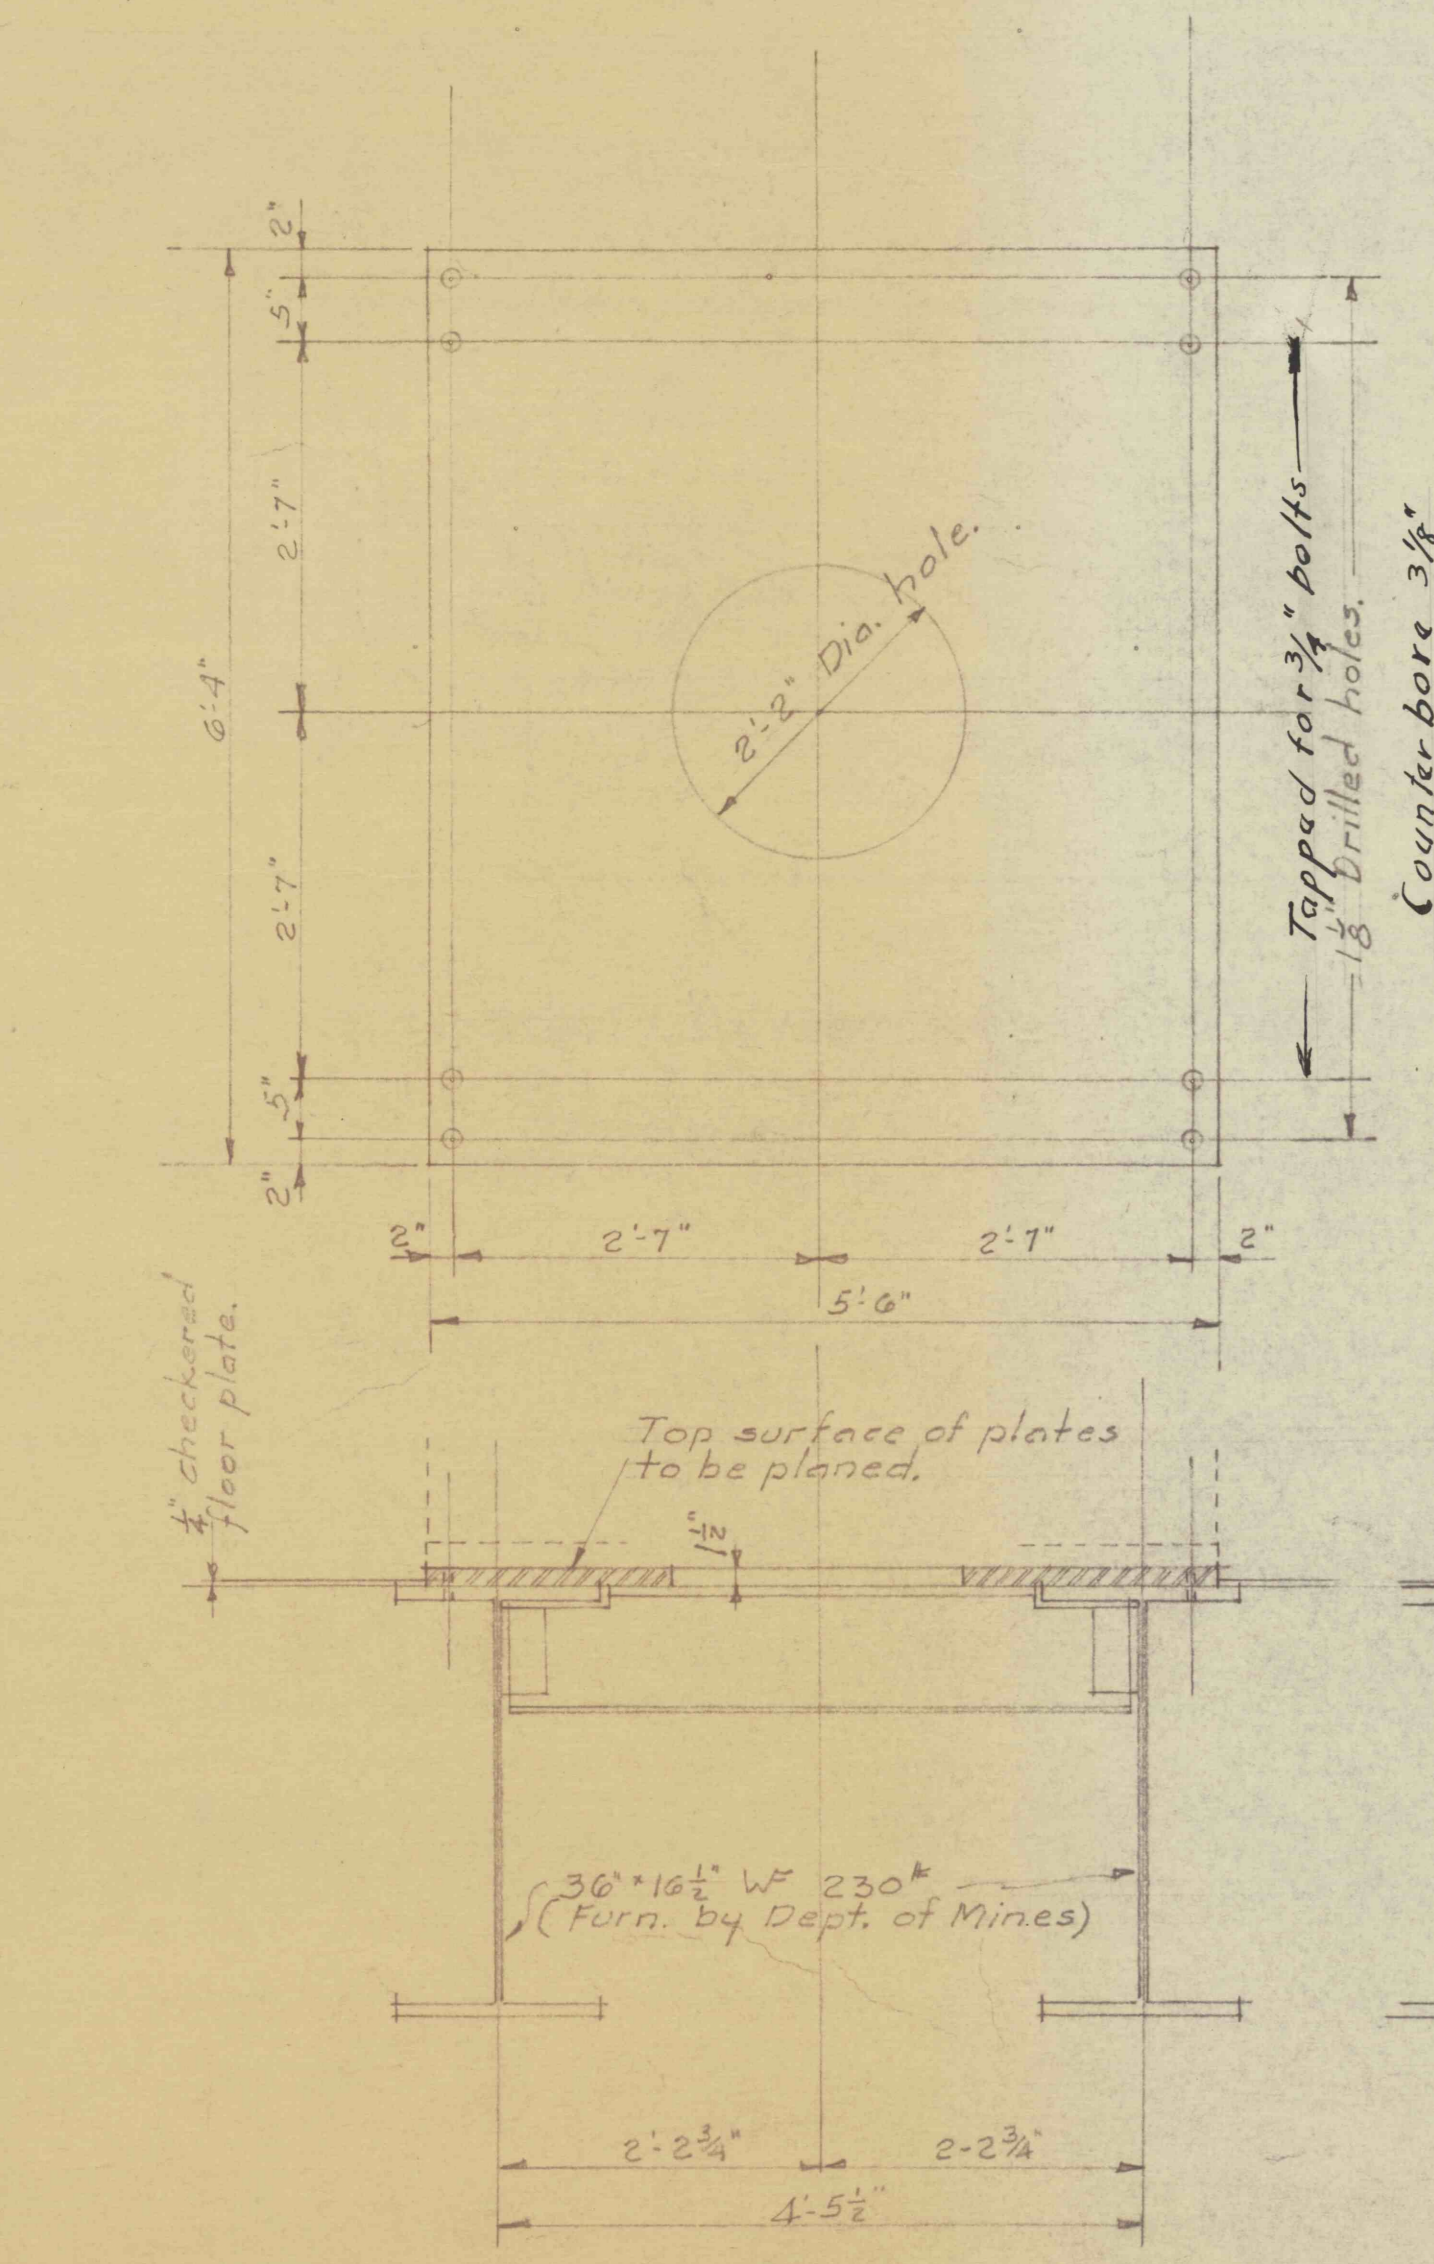 2"
5"
2'-7"
6'-4"
2'-7"
5"
2"
2'-2" Dia. hole.
Tapped for 3/4" bolts
1 1/8" Drilled holes.
Counterbore 3 1/8"
2"
2'-7"
2'-7"
2"
5'-6"
1/4" checkered
floor plate.
Top surface of plates
to be planed.
1 1/2"
36" x 16 1/2" WF 230#
(Furn. by Dept. of Mines)
2'-2 3/4"
2-2 3/4"
4'-5 1/2"